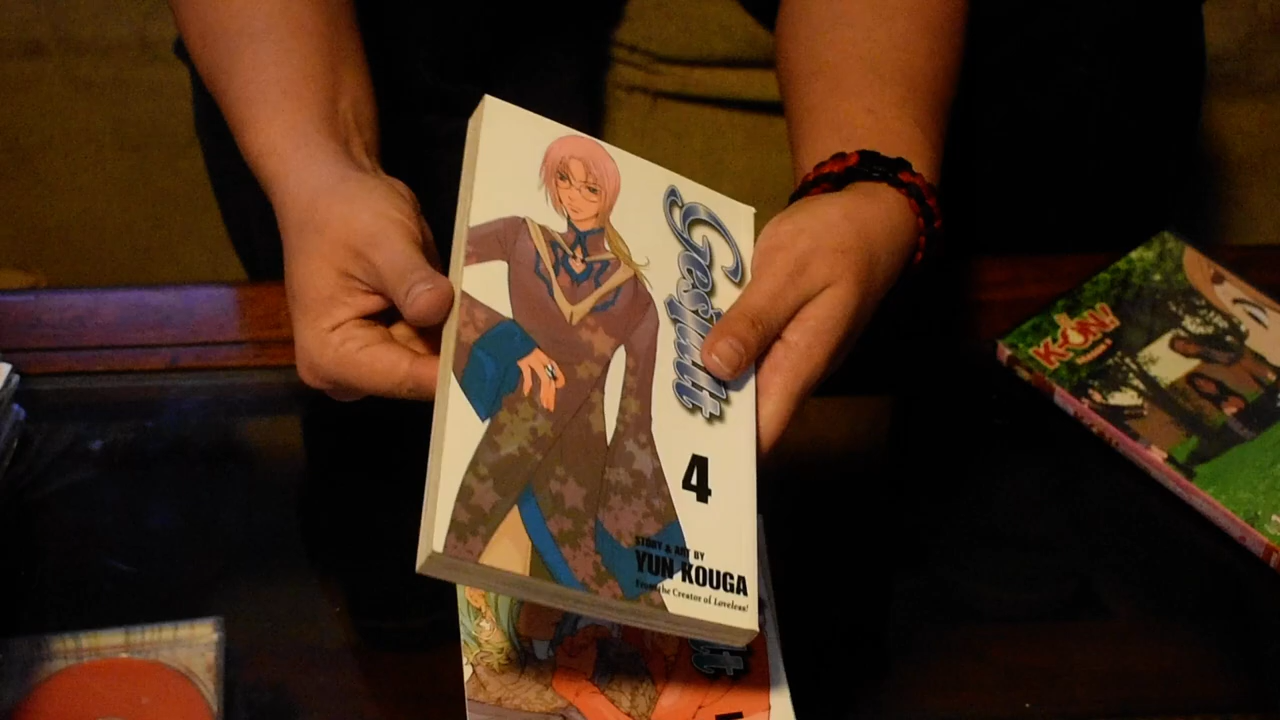 Gestalt
4
STORY & ART BY
YUN KOUGA
From the Creator of Loveless!
K-ON!